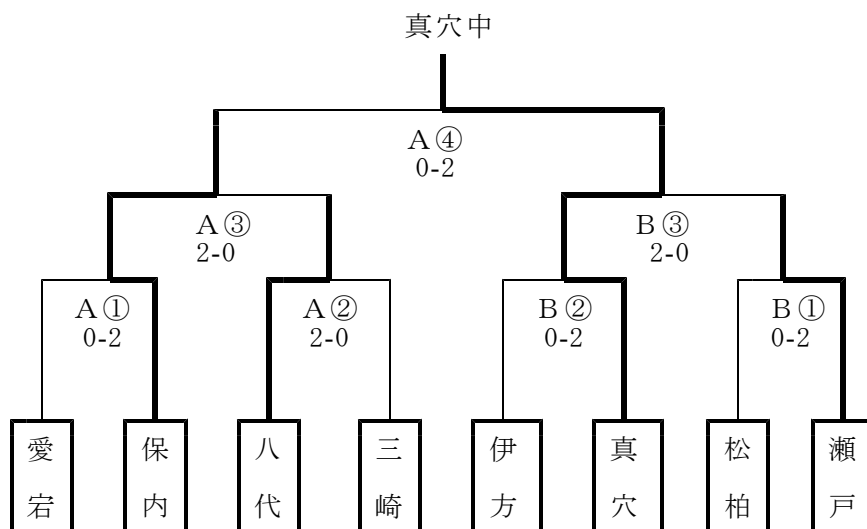 真穴中
A④
0-2
A③
2-0
B③
2-0
A①
0-2
A②
2-0
B②
0-2
B①
0-2
愛宕
保内
八代
三崎
伊方
真穴
松柏
瀬戸